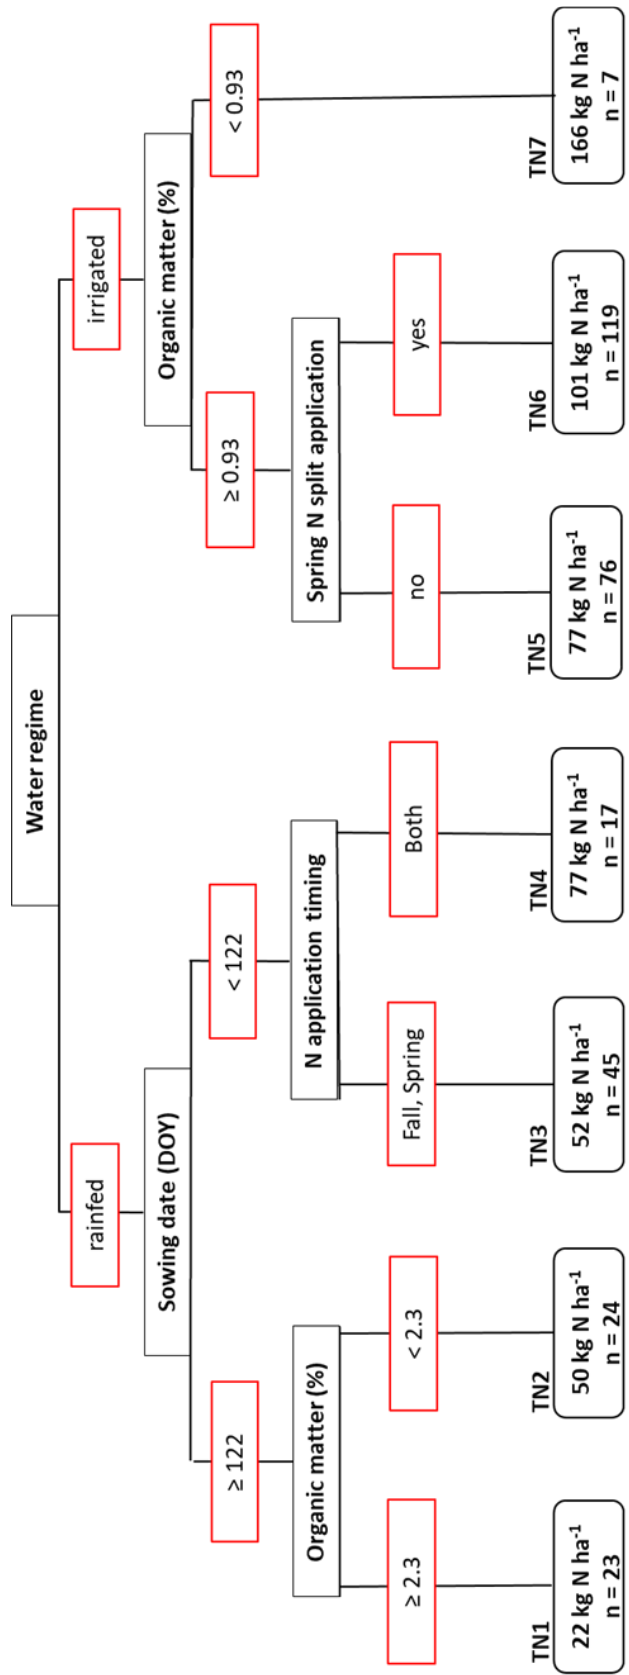 Water regime
rainfed
irrigated
Sowing date (DOY)
Organic matter (%)
≥ 122
< 122
≥ 0.93
< 0.93
Organic matter (%)
N application timing
Spring N split application
≥ 2.3
< 2.3
Fall, Spring
Both
no
yes
TN1
22 kg N ha⁻¹
n = 23
TN2
50 kg N ha⁻¹
n = 24
TN3
52 kg N ha⁻¹
n = 45
TN4
77 kg N ha⁻¹
n = 17
TN5
77 kg N ha⁻¹
n = 76
TN6
101 kg N ha⁻¹
n = 119
TN7
166 kg N ha⁻¹
n = 7